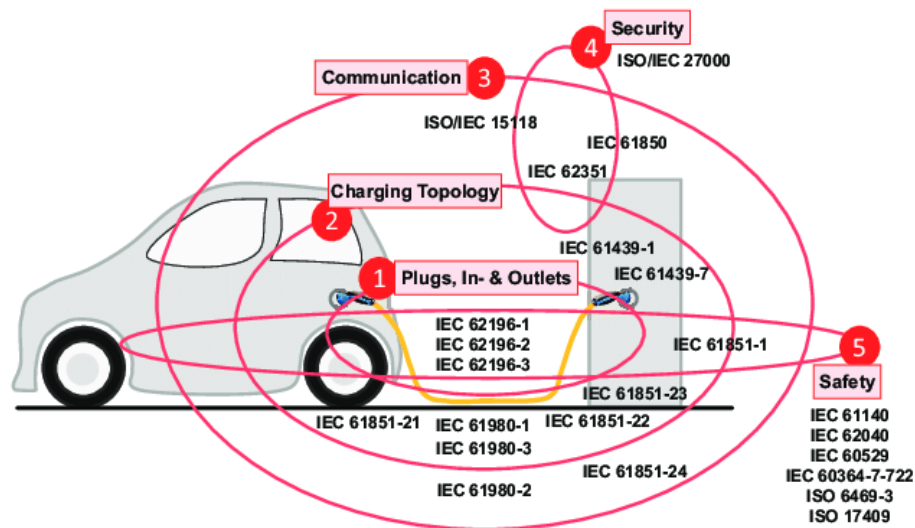 4
Security
ISO/IEC 27000
Communication
3
ISO/IEC 15118
IEC 61850
IEC 62351
Charging Topology
2
IEC 61439-1
IEC 61439-7
1
Plugs, In- & Outlets
IEC 62196-1
IEC 62196-2
IEC 62196-3
IEC 61851-1
5
Safety
IEC 61851-23
IEC 61851-21
IEC 61980-1
IEC 61851-22
IEC 61980-3
IEC 61851-24
IEC 61980-2
IEC 61140
IEC 62040
IEC 60529
IEC 60364-7-722
ISO 6469-3
ISO 17409